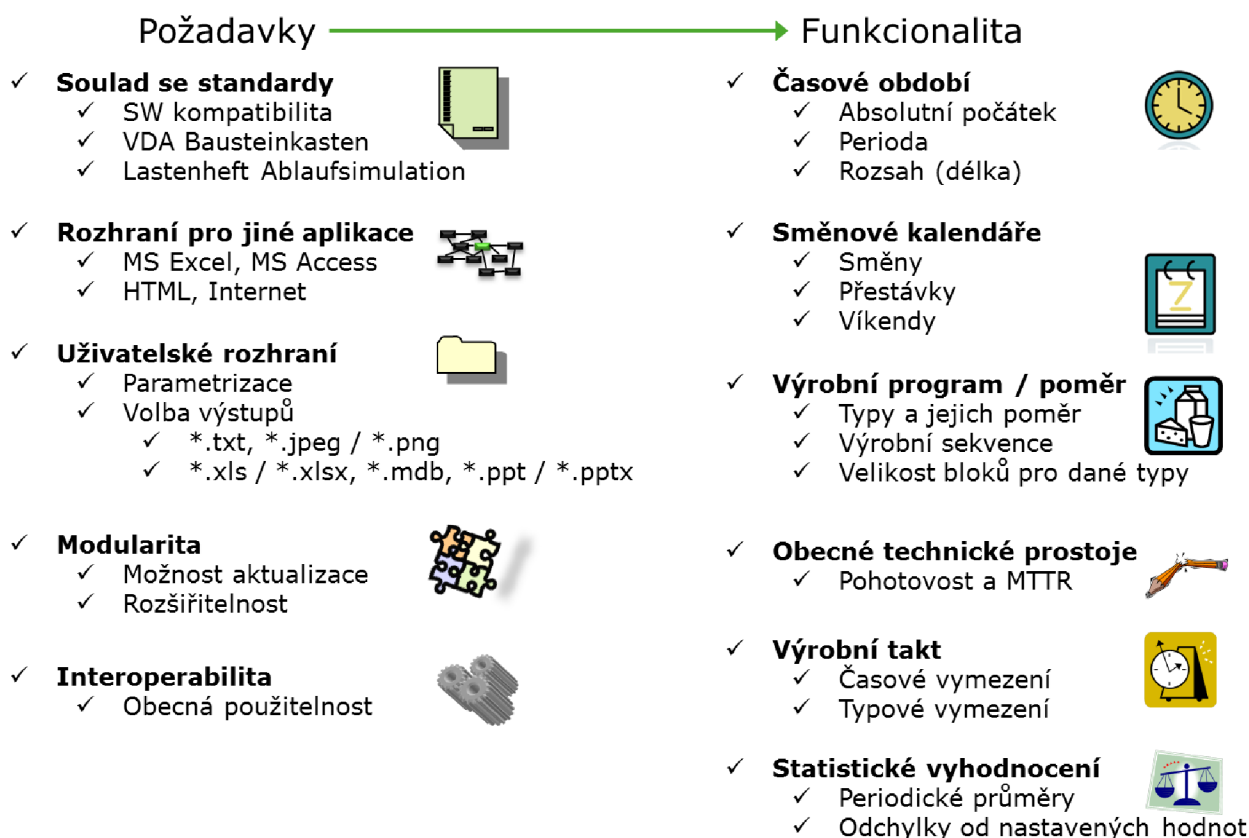 Požadavky
Funkcionalita
✓ Soulad se standardy
✓ SW kompatibilita
✓ VDA Bausteinkasten
✓ Lastenheft Ablaufsimulation
✓ Rozhraní pro jiné aplikace
✓ MS Excel, MS Access
✓ HTML, Internet
✓ Uživatelské rozhraní
✓ Parametrizace
✓ Volba výstupů
✓ *.txt, *.jpeg / *.png
✓ *.xls / *.xlsx, *.mdb, *.ppt / *.pptx
✓ Modularita
✓ Možnost aktualizace
✓ Rozšiřitelnost
✓ Interoperabilita
✓ Obecná použitelnost
✓ Časové období
✓ Absolutní počátek
✓ Perioda
✓ Rozsah (délka)
✓ Směnové kalendáře
✓ Směny
✓ Přestávky
✓ Víkendy
7
✓ Výrobní program / poměr
✓ Typy a jejich poměr
✓ Výrobní sekvence
✓ Velikost bloků pro dané typy
✓ Obecné technické prostoje
✓ Pohotovost a MTTR
✓ Výrobní takt
✓ Časové vymezení
✓ Typové vymezení
✓ Statistické vyhodnocení
✓ Periodické průměry
✓ Odchylky od nastavených hodnot